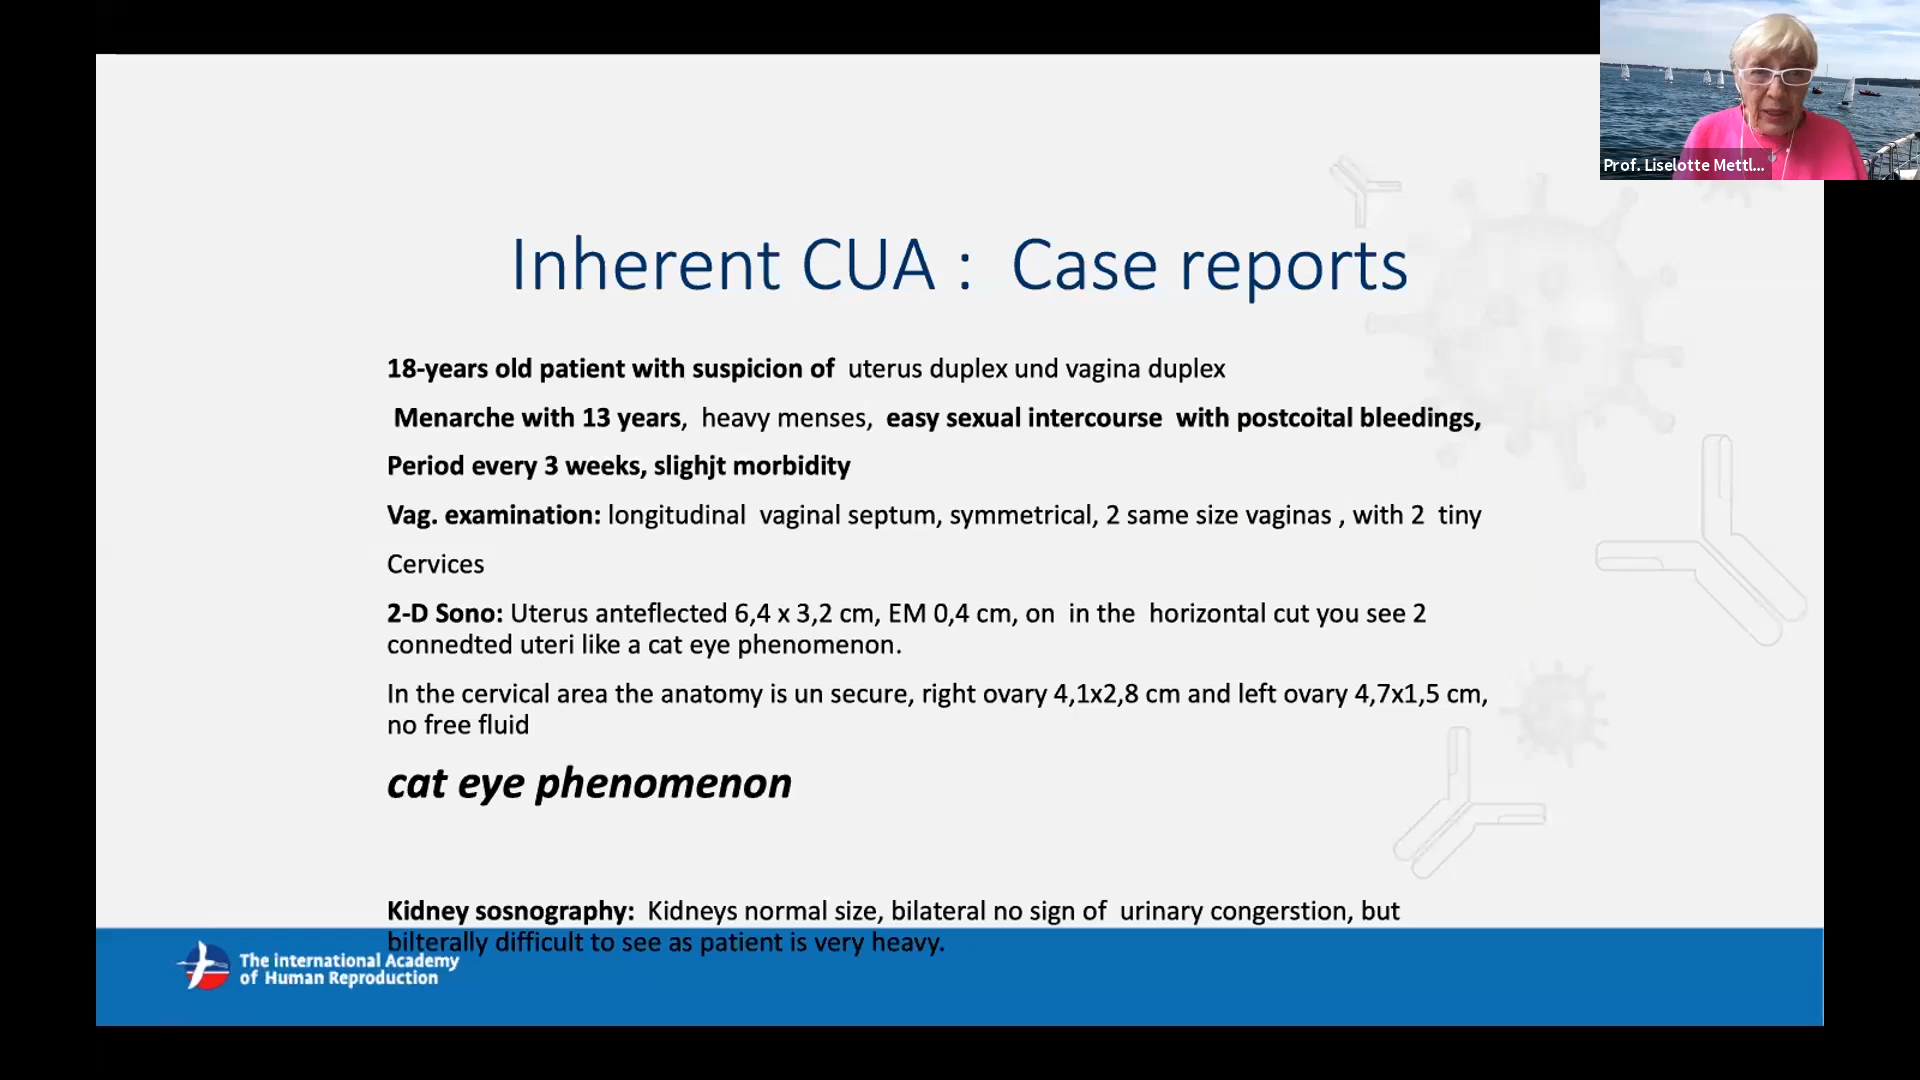 Prof. Liselotte Mettl...
Inherent CUA :  Case reports
18-years old patient with suspicion of  uterus duplex und vagina duplex
Menarche with 13 years,  heavy menses,  easy sexual intercourse  with postcoital bleedings,
Period every 3 weeks, slighjt morbidity
Vag. examination: longitudinal  vaginal septum, symmetrical, 2 same size vaginas , with 2  tiny
Cervices
2-D Sono: Uterus anteflected 6,4 x 3,2 cm, EM 0,4 cm, on  in the  horizontal cut you see 2
connedted uteri like a cat eye phenomenon.
In the cervical area the anatomy is un secure, right ovary 4,1x2,8 cm and left ovary 4,7x1,5 cm,
no free fluid
cat eye phenomenon
Kidney sosnography:  Kidneys normal size, bilateral no sign of  urinary congerstion, but
bilterally difficult to see as patient is very heavy.
The international Academy
of Human Reproduction